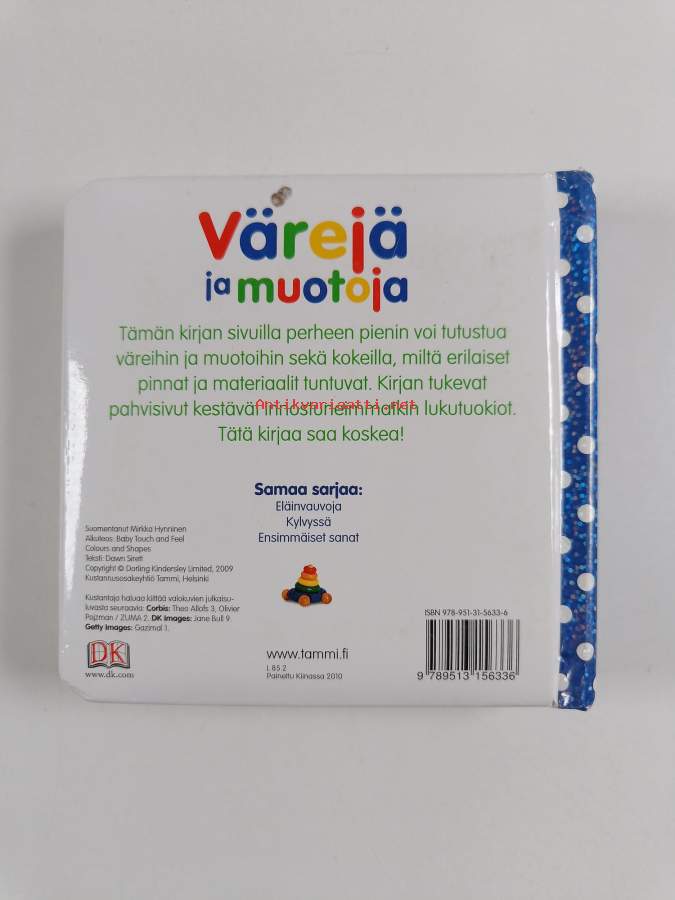 Värejä
ja muotoja
Tämän kirjan sivuilla perheen pienin voi tutustua
väreihin ja muotoihin sekä kokeilla, miltä erilaiset
pinnat ja materiaalit tuntuvat. Kirjan tukevat
pahvisivut kestävät innostuneimmatkin lukutuokiot.
Antikvariaatti.net
Tätä kirjaa saa koskea!
Samaa sarjaa:
Eläinvauvoja
Kylvyssä
Ensimmäiset sanat
Suomentanut Mirkka Hynninen
Alkuteos: Baby Touch and Feel
Colours and Shapes
Teksti: Dawn Sirett
Copyright © Dorling Kindersley Limited, 2009
Kustannusosakeyhtiö Tammi, Helsinki
Kustantaja haluaa kiittää valokuvien julkaisu-
luvasta seuraavia: Corbis: Theo Allofs 3, Olivier
Pojzman / ZUMA 2. DK Images: Jane Bull 9.
Getty Images: Gazimal 1.
DK
www.dk.com
www.tammi.fi
L 85.2
Painettu Kiinassa 2010
ISBN 978-951-31-5633-6
9 789513 156336